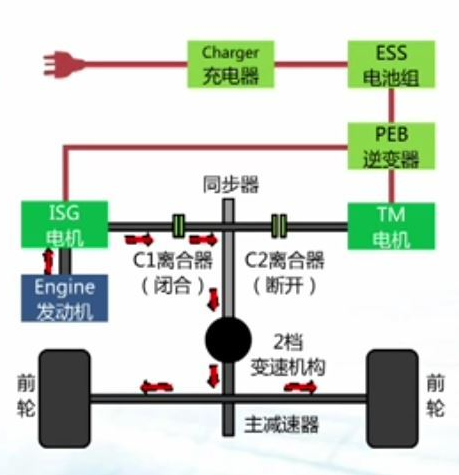 Charger
充电器
ESS
电池组
PEB
逆变器
同步器
ISG
电机
TM
电机
C1离合器
（闭合）
C2离合器
（断开）
Engine
发动机
2档
变速机构
前
轮
前
轮
主减速器